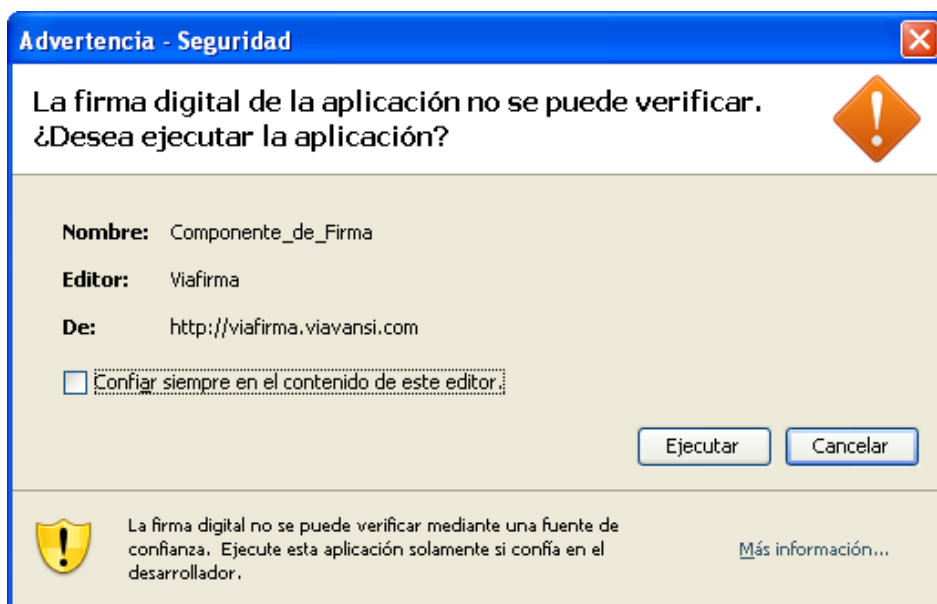 Advertencia - Seguridad
La firma digital de la aplicación no se puede verificar.
¿Desea ejecutar la aplicación?
Nombre: Componente_de_Firma
Editor: Viafirma
De: http://viafirma.viavansi.com
Confiar siempre en el contenido de este editor.
Ejecutar Cancelar
La firma digital no se puede verificar mediante una fuente de
confianza. Ejecute esta aplicación solamente si confía en el
desarrollador.
Más información...